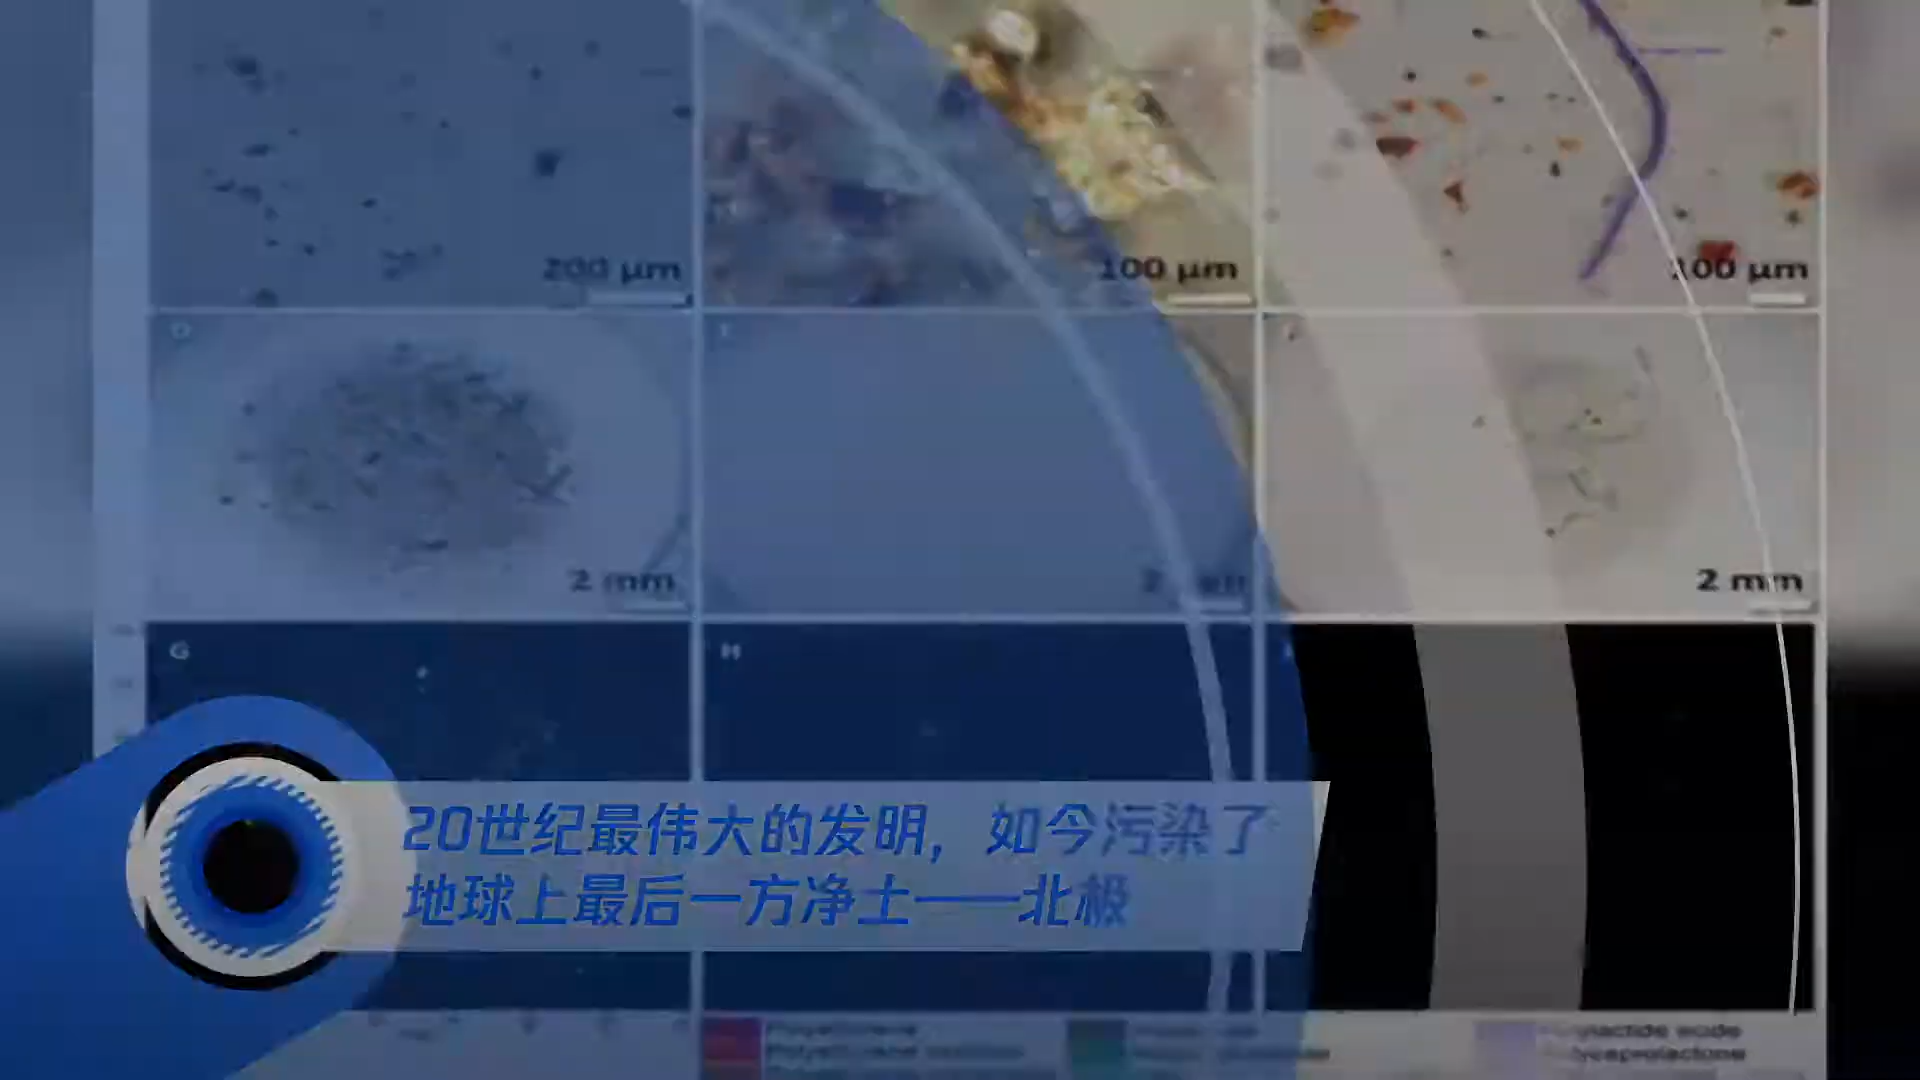 200 µm
100 µm
100 µm
D
E
2 mm
2 mm
G
H
20世纪最伟大的发明，如今污染了
地球上最后一方净土——北极
Polycaprolactone